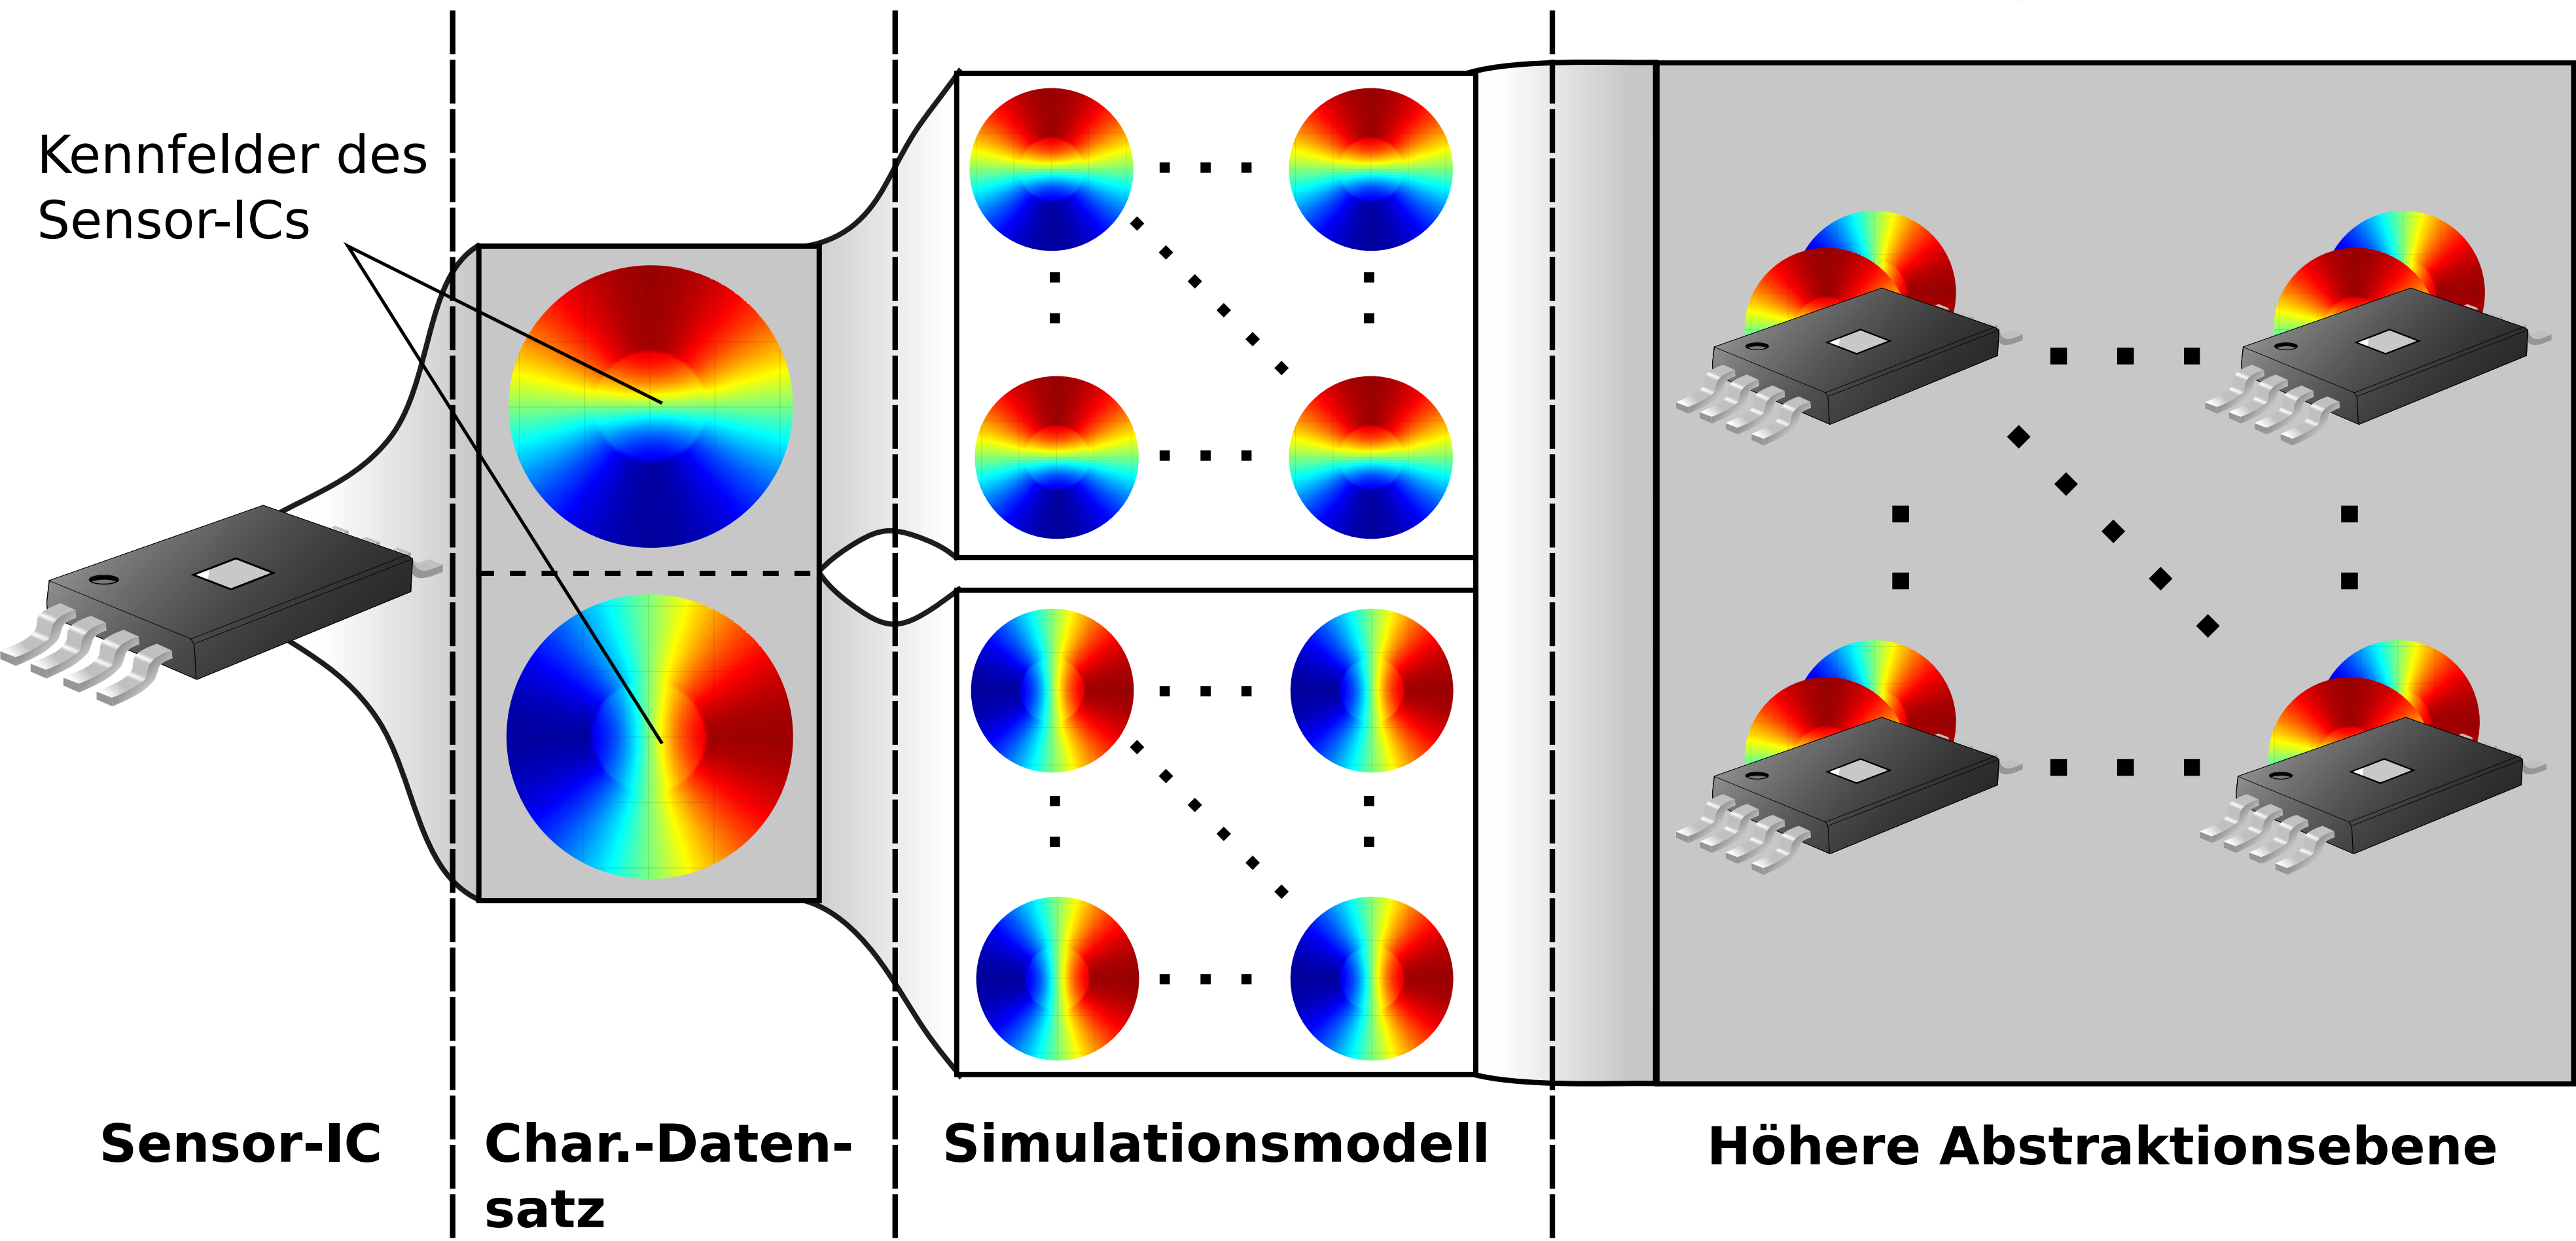 Kennfelder des
Sensor-ICs
Sensor-IC
Char.-Daten-
satz
Simulationsmodell
Höhere Abstraktionsebene